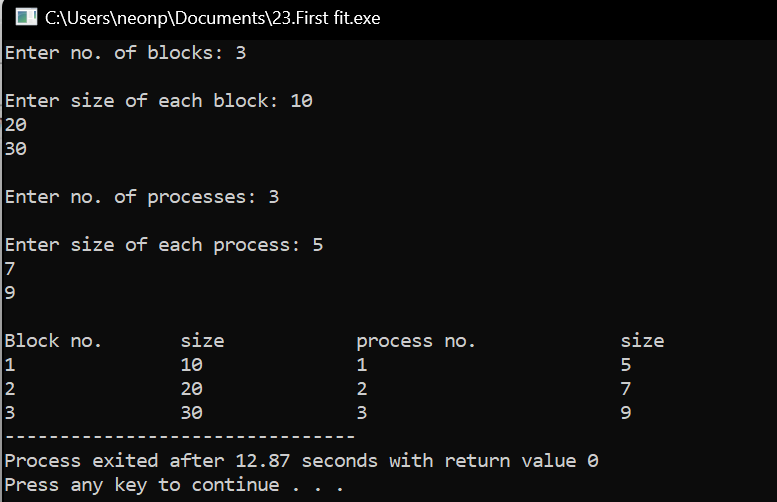 C:\Users\neonp\Documents\23.First fit.exe
Enter no. of blocks: 3
Enter size of each block: 10
20
30
Enter no. of processes: 3
Enter size of each process: 5
7
9
Block no.       size            process no.             size
1               10              1                       5
2               20              2                       7
3               30              3                       9
--------------------------------
Process exited after 12.87 seconds with return value 0
Press any key to continue . . .